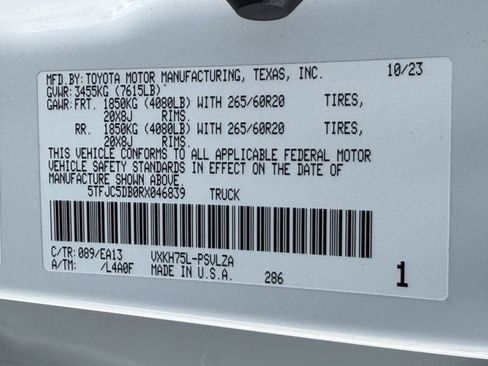 MFD.BY:TOYOTA MOTOR MANUFACTURING, TEXAS, INC. 10/23
GVWR: 3455KG (7615LB)
GAWR: FRT. 1850KG (4080LB) WITH 265/60R20 TIRES,
20X8J RIMS.
RR. 1850KG (4080LB) WITH 265/60R20 TIRES,
20X8J RIMS.
THIS VEHICLE CONFORMS TO ALL APPLICABLE FEDERAL MOTOR
VEHICLE SAFETY STANDARDS IN EFFECT ON THE DATE OF
MANUFACTURE SHOWN ABOVE.
5TFJC5DB0RX046839 TRUCK
C/TR: 089/EA13 VXKH75L-PSVLZA
A/TM: /L4A0F MADE IN U.S.A. 286 1